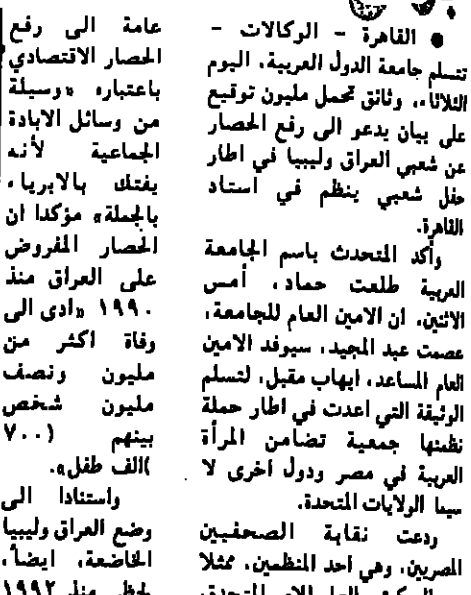 القاهرة - الوكالات -
تتسلم جامعة الدول العربية، اليوم
الثلاثاء، وثائق تحمل مليون توقيع
على بيان يدعو الى رفع الحصار
عن شعبي العراق وليبيا في اطار
حفل شعبي ينظم في استاد
القاهرة.
وأكد المتحدث باسم الجامعة
العربية طلعت حماد، أمس
الاثنين، ان الامين العام للجامعة،
عصمت عبد المجيد، سيوفد الامين
العام المساعد، ايهاب مقبل، لتسلم
الوثيقة التي اعدت في اطار حملة
نظمتها جمعية تضامن المرأة
العربية في مصر ودول اخرى لا
سيما الولايات المتحدة.
ودعت نقابة الصحفيين
المصريين، وهي أحد المنظمين، ممثلا
المتحدة،
عامة الى رفع
الحصار الاقتصادي
باعتباره «وسيلة
من وسائل الابادة
الجماعية لأنه
يفتك بالابرياء
بالجملة» مؤكدا ان
الحصار المفروض
على العراق منذ
١٩٩٠ «ادى الى
وفاة اكثر من
مليون ونصف
مليون شخص
بينهم (٧٠٠
)الف طفل».
واستنادا الى
وضع العراق وليبيا
الخاضعة، ايضاً،
لحظر منذ ١٩٩٢